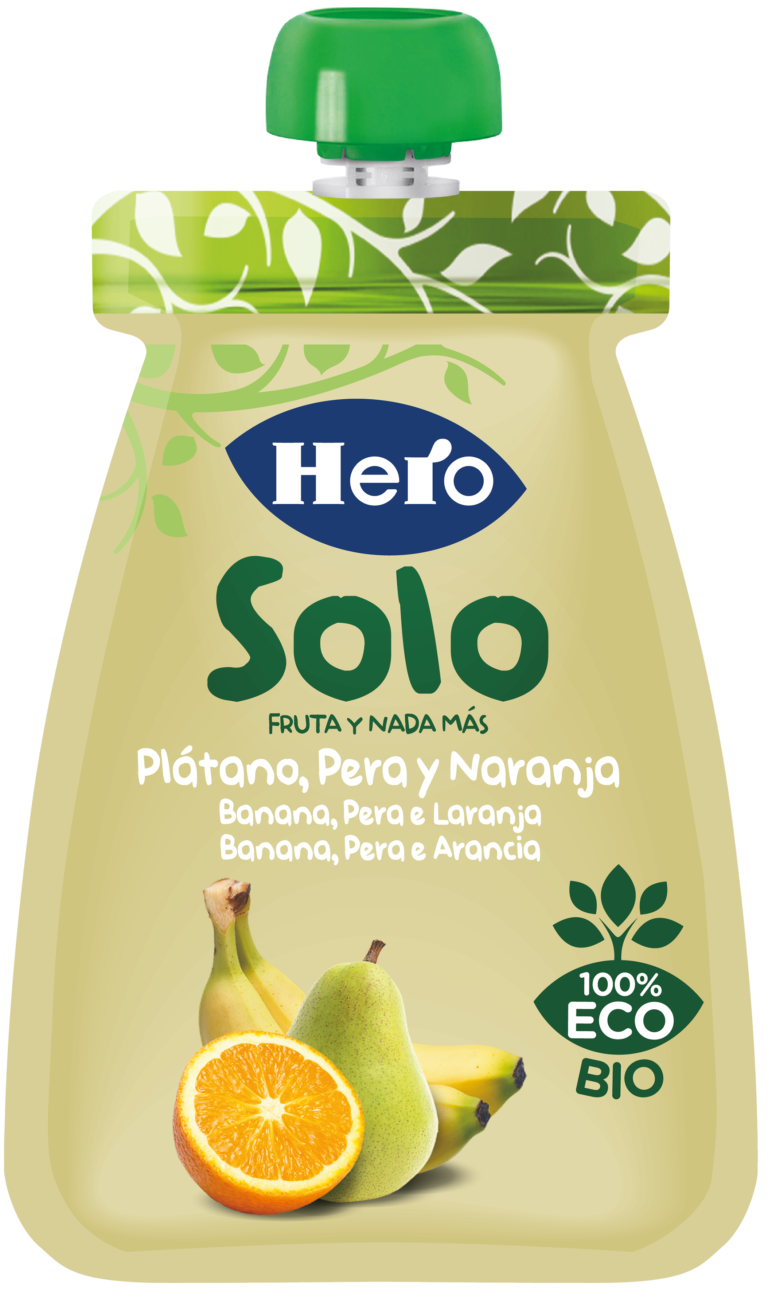 Hero
Solo
FRUTA Y NADA MÁS
Plátano, Pera y Naranja
Banana, Pera e Laranja
Banana, Pera e Arancia
100%
ECO
BIO